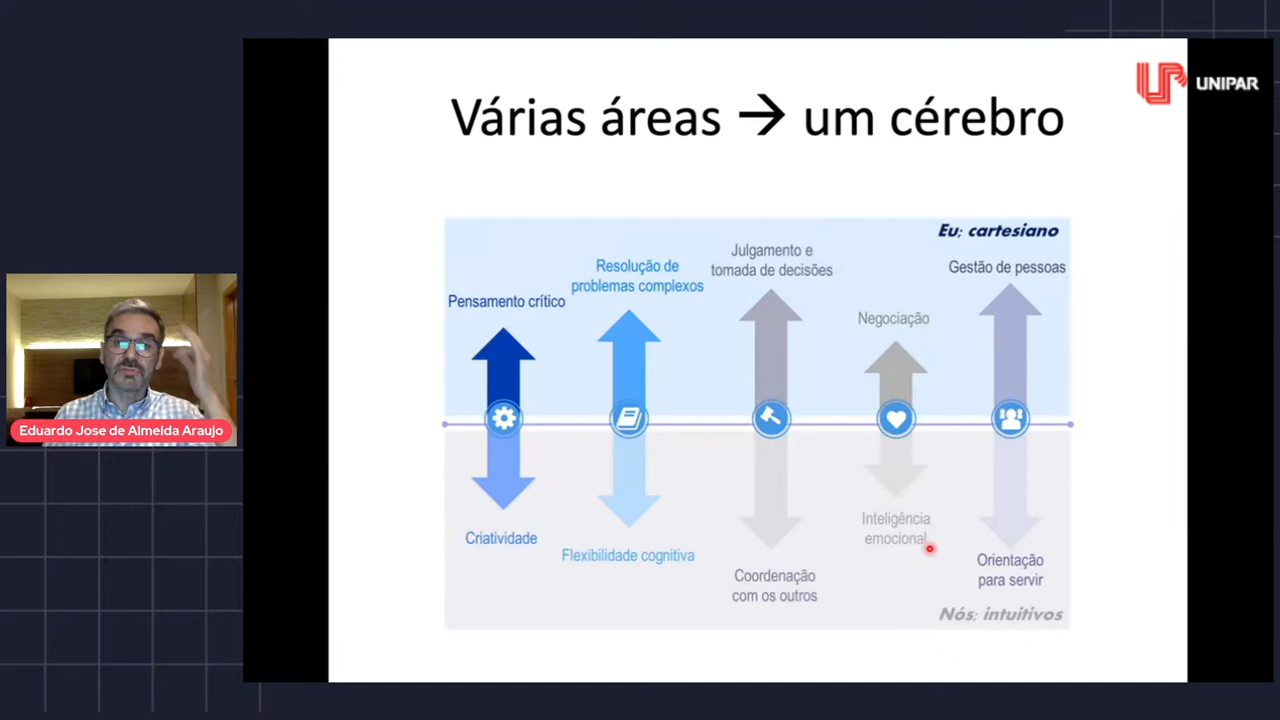 Várias áreas → um cérebro
UNIPAR
Eu; cartesiano
Pensamento crítico
Resolução de
problemas complexos
Julgamento e
tomada de decisões
Negociação
Gestão de pessoas
Eduardo Jose de Almeida Araujo
Criatividade
Flexibilidade cognitiva
Coordenação
com os outros
Inteligência
emocional
Orientação
para servir
Nós; intuitivos